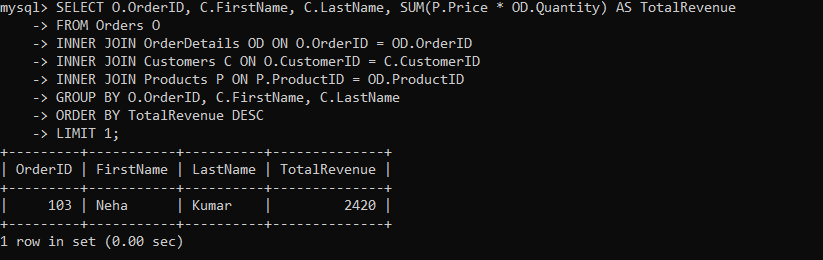 mysql> SELECT O.OrderID, C.FirstName, C.LastName, SUM(P.Price * OD.Quantity) AS TotalRevenue
    -> FROM Orders O
    -> INNER JOIN OrderDetails OD ON O.OrderID = OD.OrderID
    -> INNER JOIN Customers C ON O.CustomerID = C.CustomerID
    -> INNER JOIN Products P ON P.ProductID = OD.ProductID
    -> GROUP BY O.OrderID, C.FirstName, C.LastName
    -> ORDER BY TotalRevenue DESC
    -> LIMIT 1;
+---------+-----------+----------+--------------+
| OrderID | FirstName | LastName | TotalRevenue |
+---------+-----------+----------+--------------+
|     103 | Neha      | Kumar    |         2420 |
+---------+-----------+----------+--------------+
1 row in set (0.00 sec)